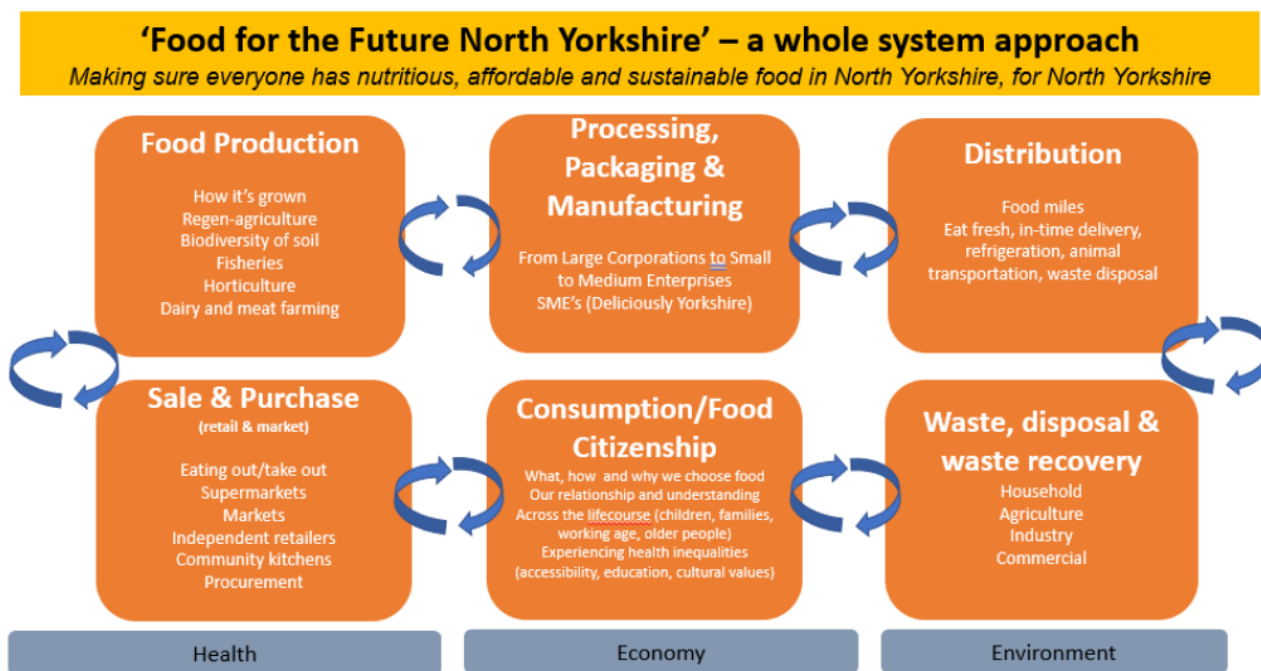 ‘Food for the Future North Yorkshire’ – a whole system approach
Making sure everyone has nutritious, affordable and sustainable food in North Yorkshire, for North Yorkshire
Food Production
How it’s grown
Regen-agriculture
Biodiversity of soil
Fisheries
Horticulture
Dairy and meat farming
Processing,
Packaging &
Manufacturing
From Large Corporations to Small
to Medium Enterprises
SME’s (Deliciously Yorkshire)
Distribution
Food miles
Eat fresh, in-time delivery,
refrigeration, animal
transportation, waste disposal
Sale & Purchase
(retail & market)
Eating out/take out
Supermarkets
Markets
Independent retailers
Community kitchens
Procurement
Consumption/Food
Citizenship
What, how and why we choose food
Our relationship and understanding
Across the lifecourse (children, families,
working age, older people)
Experiencing health inequalities
(accessibility, education, cultural values)
Waste, disposal &
waste recovery
Household
Agriculture
Industry
Commercial
Health
Economy
Environment